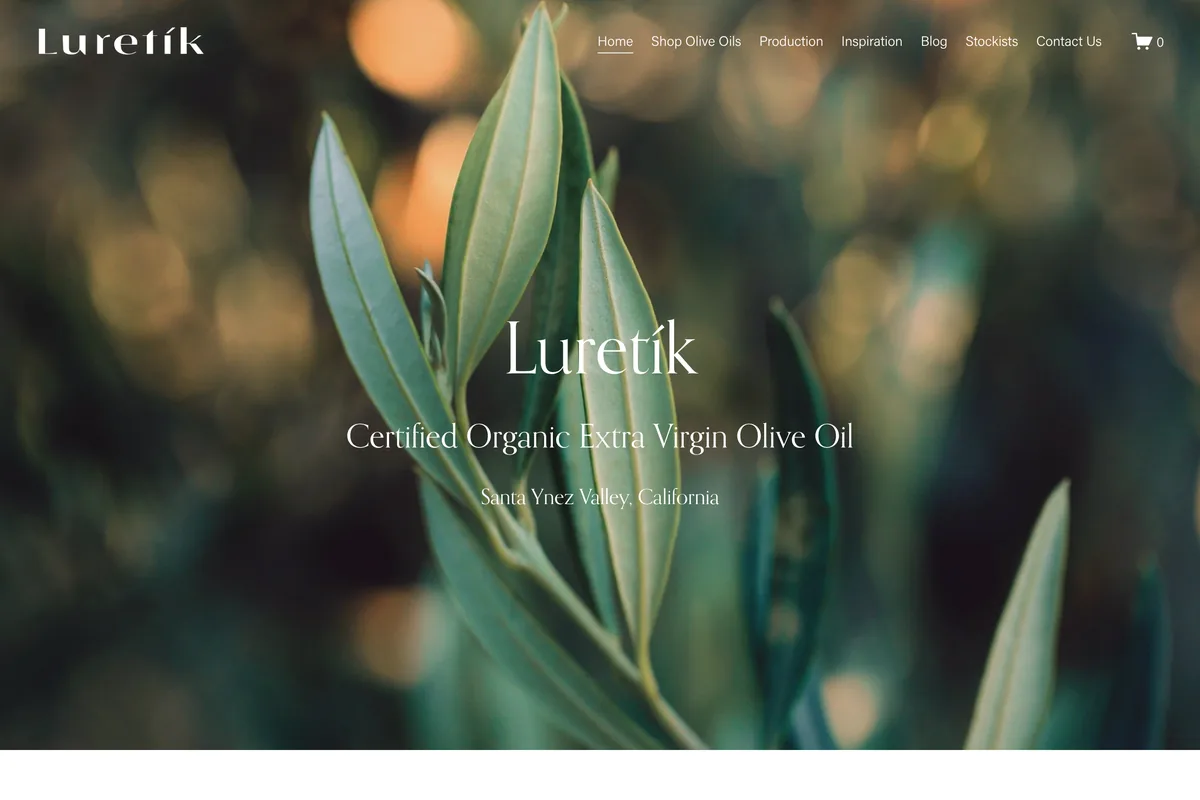 Luretík
Home Shop Olive Oils Production Inspiration Blog Stockists Contact Us 0
Luretík
Certified Organic Extra Virgin Olive Oil
Santa Ynez Valley, California